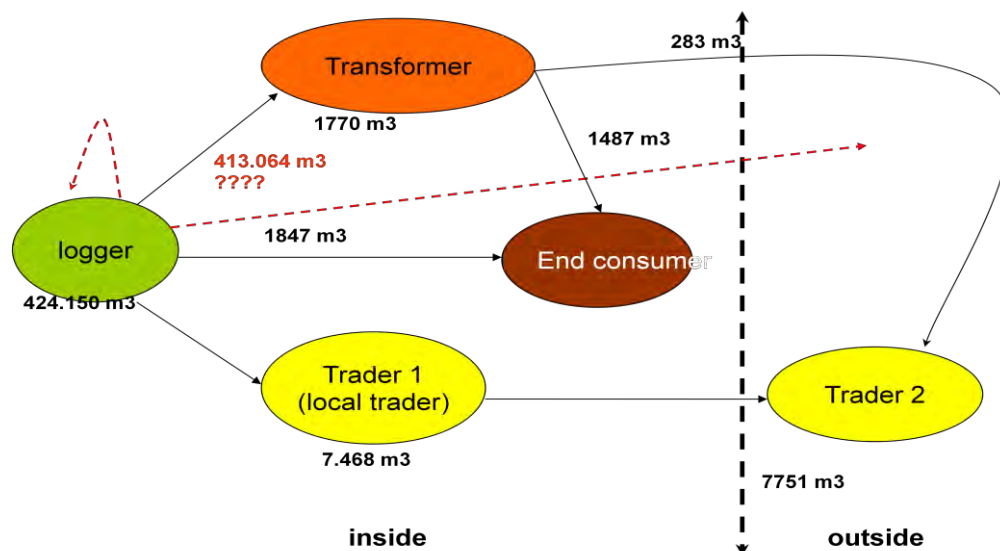 283 m3
Transformer
1770 m3
1487 m3
413.064 m3
????
1847 m3
logger
End consumer
424.150 m3
Trader 1
(local trader)
Trader 2
7.468 m3
7751 m3
inside
outside